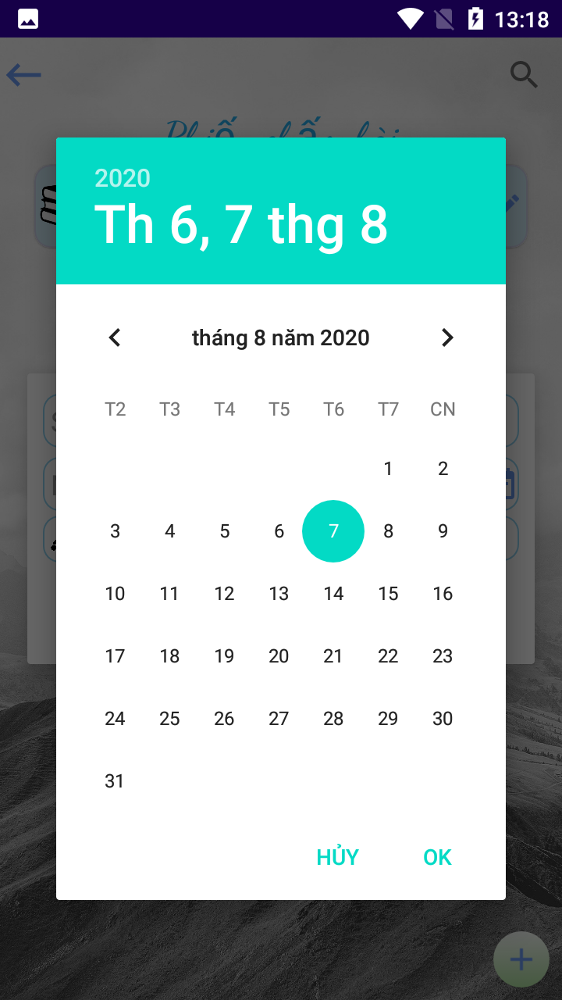 13:18
2020
Th 6, 7 thg 8
tháng 8 năm 2020
T2 T3 T4 T5 T6 T7 CN
1 2
3 4 5 6 7 8 9
10 11 12 13 14 15 16
17 18 19 20 21 22 23
24 25 26 27 28 29 30
31
HỦY OK